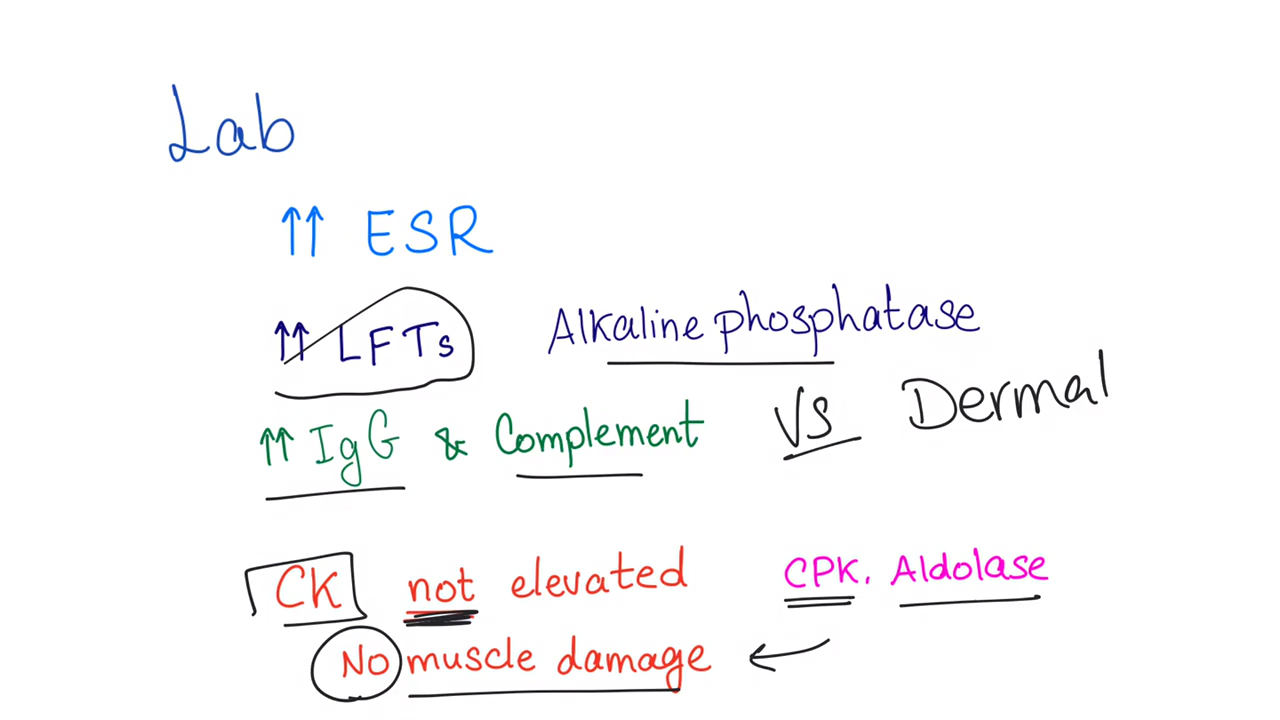 Lab
↑↑ ESR
↑↑ LFTs Alkaline phosphatase
↑↑ IgG & Complement VS Dermal
CK not elevated CPK. Aldolase
No muscle damage ←